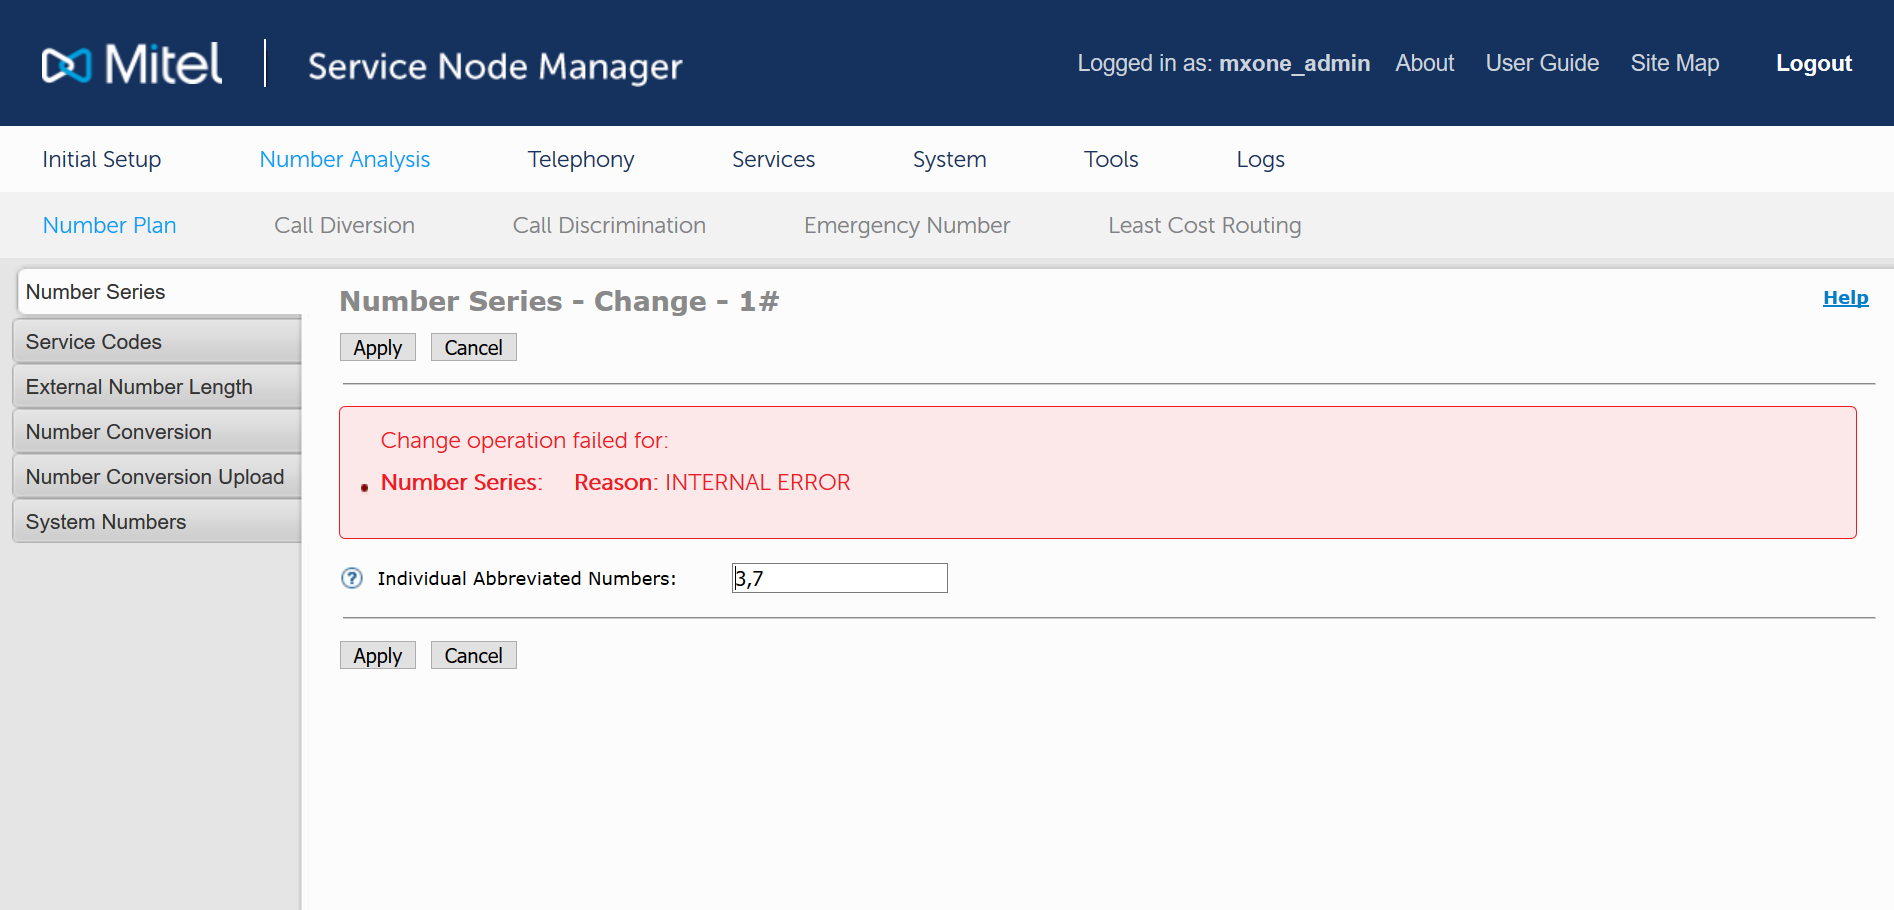 Mitel | Service Node Manager
Logged in as: mxone_admin About User Guide Site Map Logout
Initial Setup Number Analysis Telephony Services System Tools Logs
Number Plan Call Diversion Call Discrimination Emergency Number Least Cost Routing
Number Series
Service Codes
External Number Length
Number Conversion
Number Conversion Upload
System Numbers
Number Series - Change - 1#
Help
Apply Cancel
Change operation failed for:
• Number Series: Reason: INTERNAL ERROR
? Individual Abbreviated Numbers: 3,7
Apply Cancel